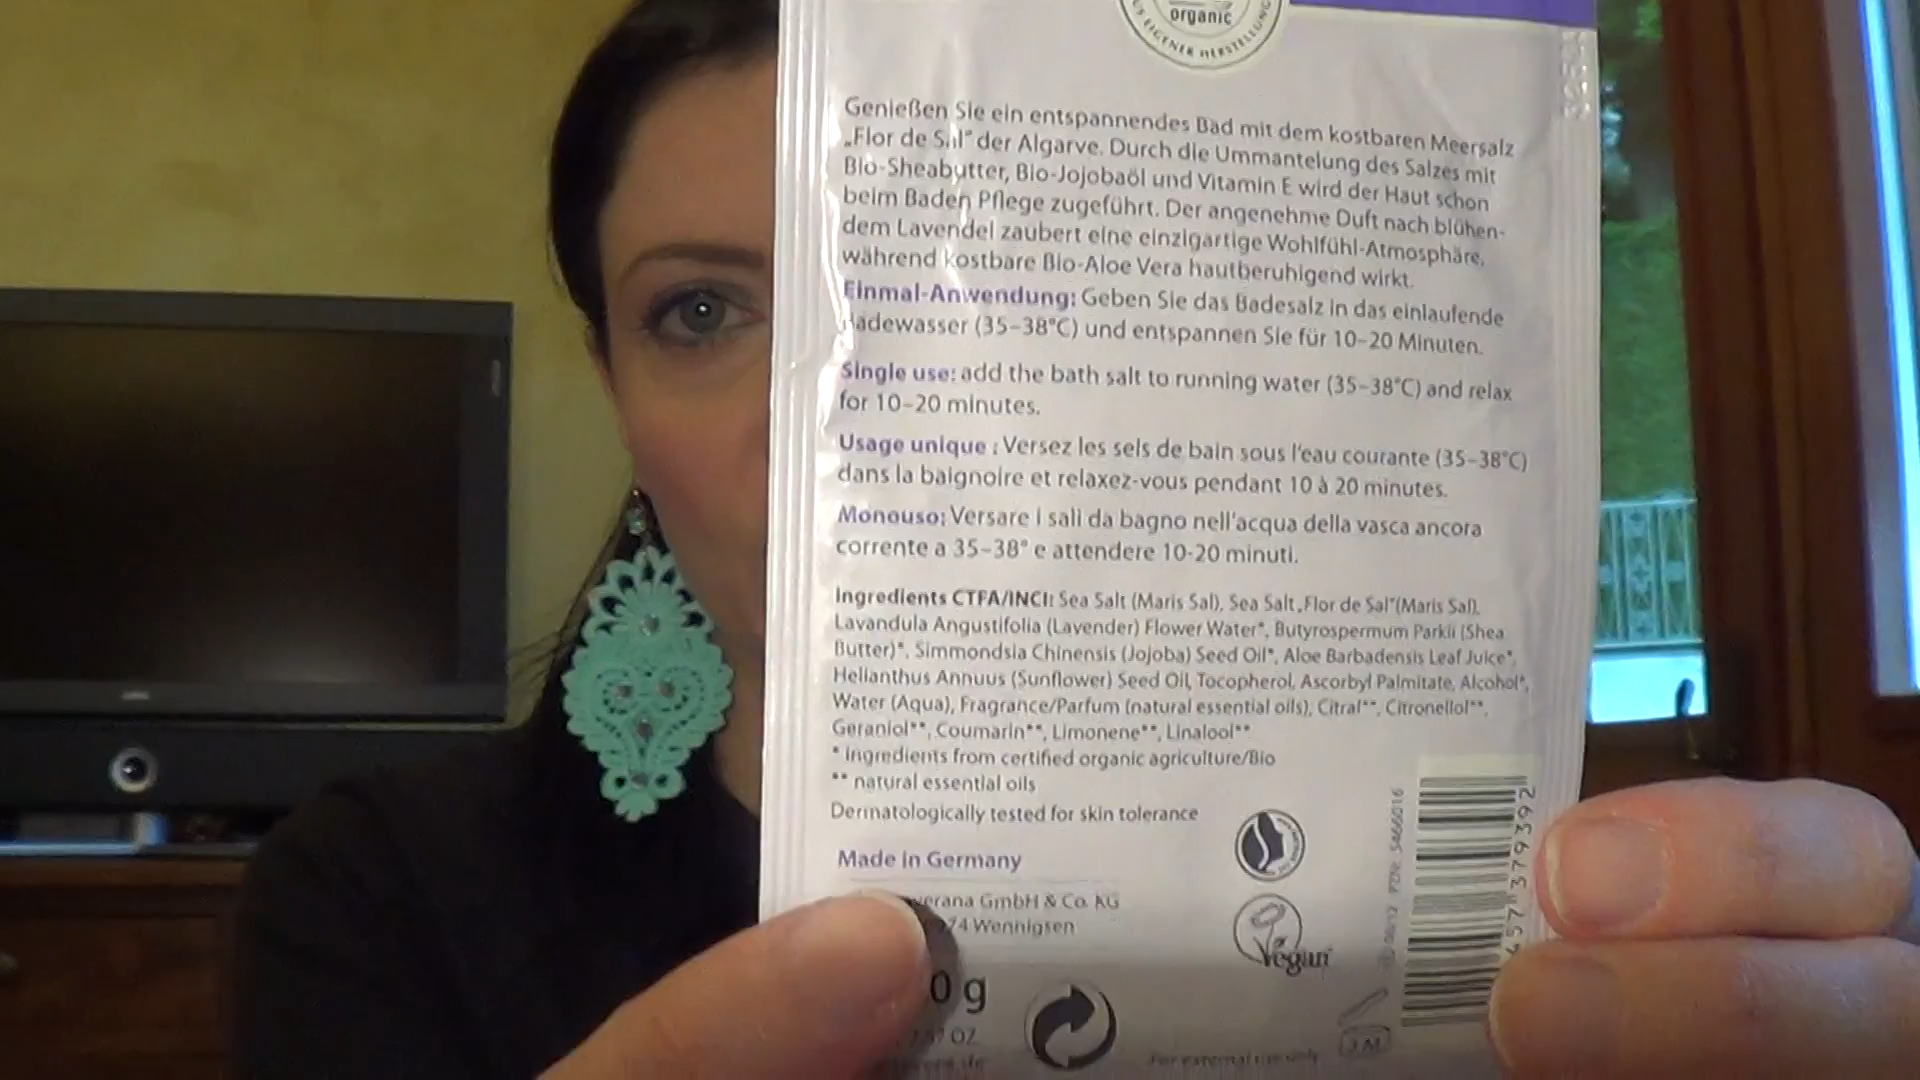 organic
EIGENER HERSTELLUNG
Genießen Sie ein entspannendes Bad mit dem kostbaren Meersalz
„Flor de Sal“ der Algarve. Durch die Ummantelung des Salzes mit
Bio-Sheabutter, Bio-Jojobaöl und Vitamin E wird der Haut schon
beim Baden Pflege zugeführt. Der angenehme Duft nach blühen-
dem Lavendel zaubert eine einzigartige Wohlfühl-Atmosphäre,
während kostbare Bio-Aloe Vera hautberuhigend wirkt.
Einmal-Anwendung: Geben Sie das Badesalz in das einlaufende
Badewasser (35–38°C) und entspannen Sie für 10–20 Minuten.
Single use: add the bath salt to running water (35–38°C) and relax
for 10–20 minutes.
Usage unique : Versez les sels de bain sous l'eau courante (35–38°C)
dans la baignoire et relaxez-vous pendant 10 à 20 minutes.
Monouso: Versare i sali da bagno nell'acqua della vasca ancora
corrente a 35–38° e attendere 10-20 minuti.
Ingredients CTFA/INCI: Sea Salt (Maris Sal), Sea Salt „Flor de Sal“ (Maris Sal),
Lavandula Angustifolia (Lavender) Flower Water*, Butyrospermum Parkii (Shea
Butter)*, Simmondsia Chinensis (Jojoba) Seed Oil*, Aloe Barbadensis Leaf Juice*,
Helianthus Annuus (Sunflower) Seed Oil, Tocopherol, Ascorbyl Palmitate, Alcohol*,
Water (Aqua), Fragrance/Parfum (natural essential oils), Citral**, Citronellol**,
Geraniol**, Coumarin**, Limonene**, Linalool**
* ingredients from certified organic agriculture/Bio
** natural essential oils
Dermatologically tested for skin tolerance
Made in Germany
GmbH & Co. KG
Wennigsen
0 g
OZ
Vegan
For external use only
PZN: 5466016
457 379392